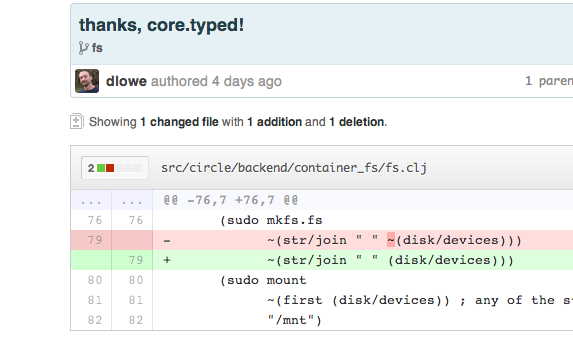 thanks, core.typed!
fs
dlowe authored 4 days ago 1 paren
Showing 1 changed file with 1 addition and 1 deletion.
2 src/circle/backend/container_fs/fs.clj
... ... @@ -76,7 +76,7 @@
76 76 (sudo mkfs.fs
79 - ~(str/join " " ~(disk/devices)))
79 + ~(str/join " " (disk/devices)))
80 80 (sudo mount
81 81 ~(first (disk/devices)) ; any of the s
82 82 "/mnt")